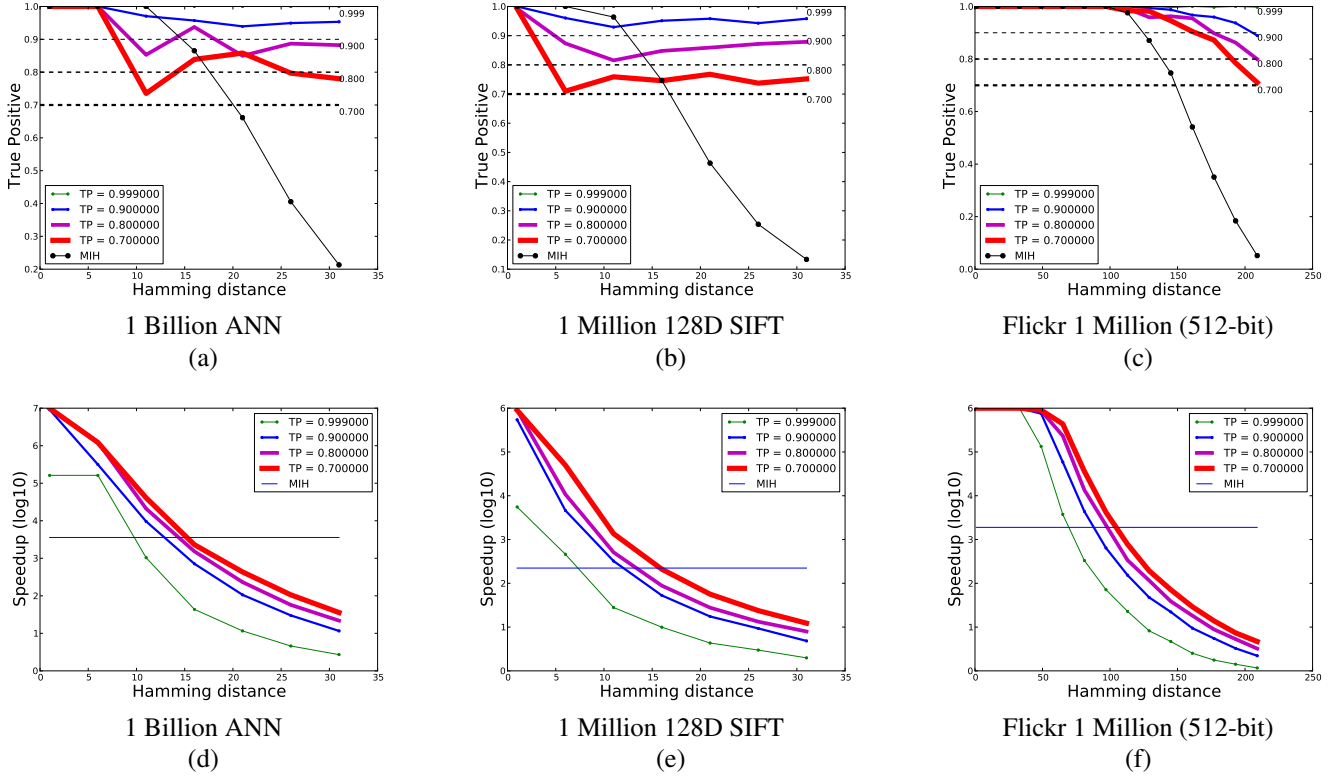 1.0
0.9
0.8
0.7
0.6
0.5
0.4
0.3
0.2
True Positive
0.999
0.900
0.800
0.700
TP = 0.999000
TP = 0.900000
TP = 0.800000
TP = 0.700000
MIH
0 5 10 15 20 25 30 35
Hamming distance
1 Billion ANN
(a)
1.0
0.9
0.8
0.7
0.6
0.5
0.4
0.3
0.2
0.1
True Positive
0.999
0.900
0.800
0.700
TP = 0.999000
TP = 0.900000
TP = 0.800000
TP = 0.700000
MIH
0 5 10 15 20 25 30 35
Hamming distance
1 Million 128D SIFT
(b)
1.0
0.8
0.6
0.4
0.2
0.0
True Positive
0.999
0.900
0.800
0.700
TP = 0.999000
TP = 0.900000
TP = 0.800000
TP = 0.700000
MIH
0 50 100 150 200 250
Hamming distance
Flickr 1 Million (512-bit)
(c)
7
6
5
4
3
2
1
0
Speedup (log10)
TP = 0.999000
TP = 0.900000
TP = 0.800000
TP = 0.700000
MIH
0 5 10 15 20 25 30 35
Hamming distance
1 Billion ANN
(d)
6
5
4
3
2
1
0
Speedup (log10)
TP = 0.999000
TP = 0.900000
TP = 0.800000
TP = 0.700000
MIH
0 5 10 15 20 25 30 35
Hamming distance
1 Million 128D SIFT
(e)
6
5
4
3
2
1
0
Speedup (log10)
TP = 0.999000
TP = 0.900000
TP = 0.800000
TP = 0.700000
MIH
0 50 100 150 200 250
Hamming distance
Flickr 1 Million (512-bit)
(f)